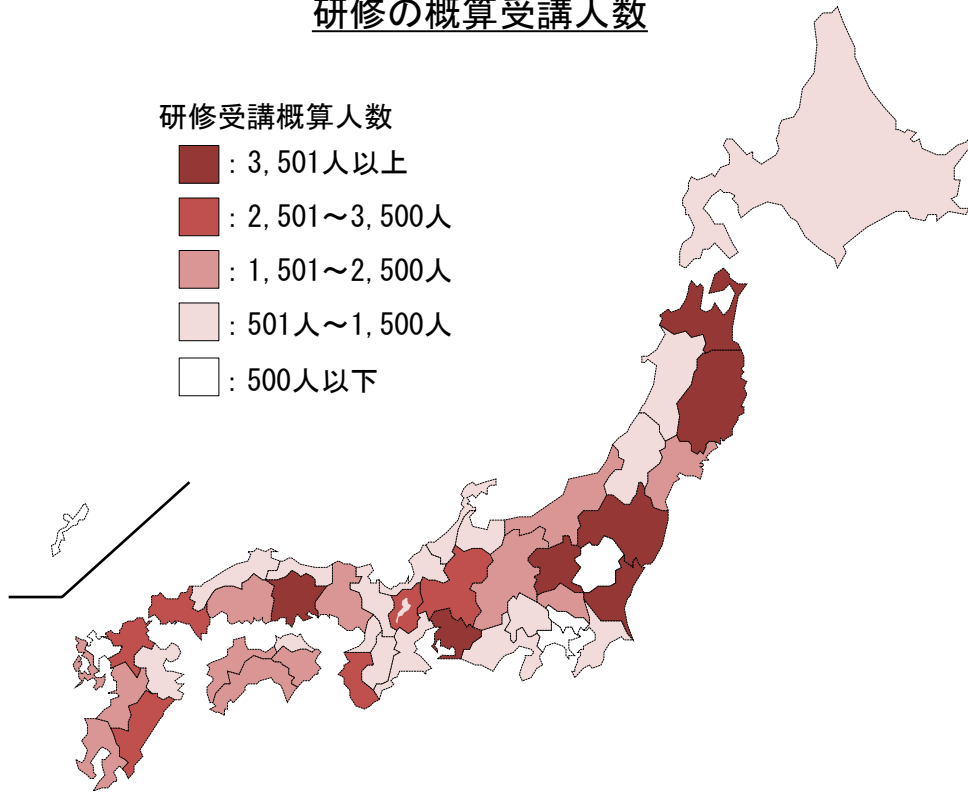 研修の概算受講人数
研修受講概算人数
：3,501人以上
：2,501～3,500人
：1,501～2,500人
：501人～1,500人
：500人以下